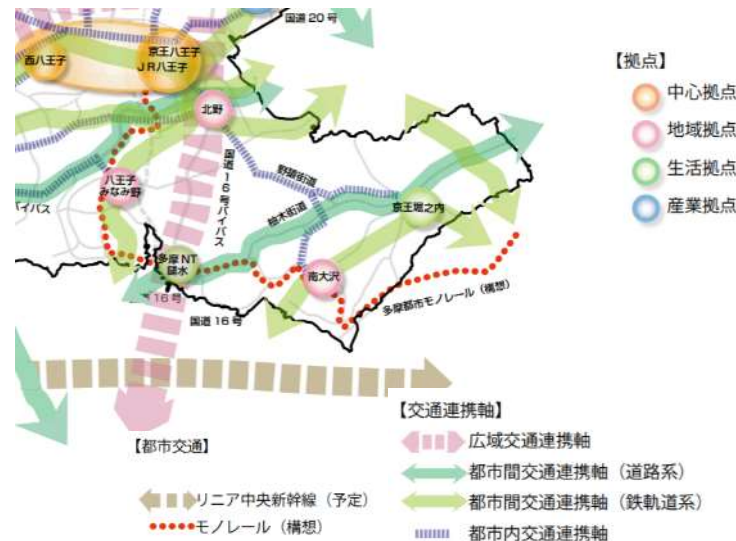 国道20号
京王八王子
西八王子
JR八王子
【拠点】
中心拠点
地域拠点
生活拠点
産業拠点
北野
国道16号バイパス
野猿街道
八王子
みなみ野
バイパス
柚木街道
京王堀之内
多摩NT
鑓水
南大沢
16号
国道16号
多摩都市モノレール（構想）
【交通連携軸】
【都市交通】
広域交通連携軸
都市間交通連携軸（道路系）
リニア中央新幹線（予定）
都市間交通連携軸（鉄軌道系）
モノレール（構想）
都市内交通連携軸